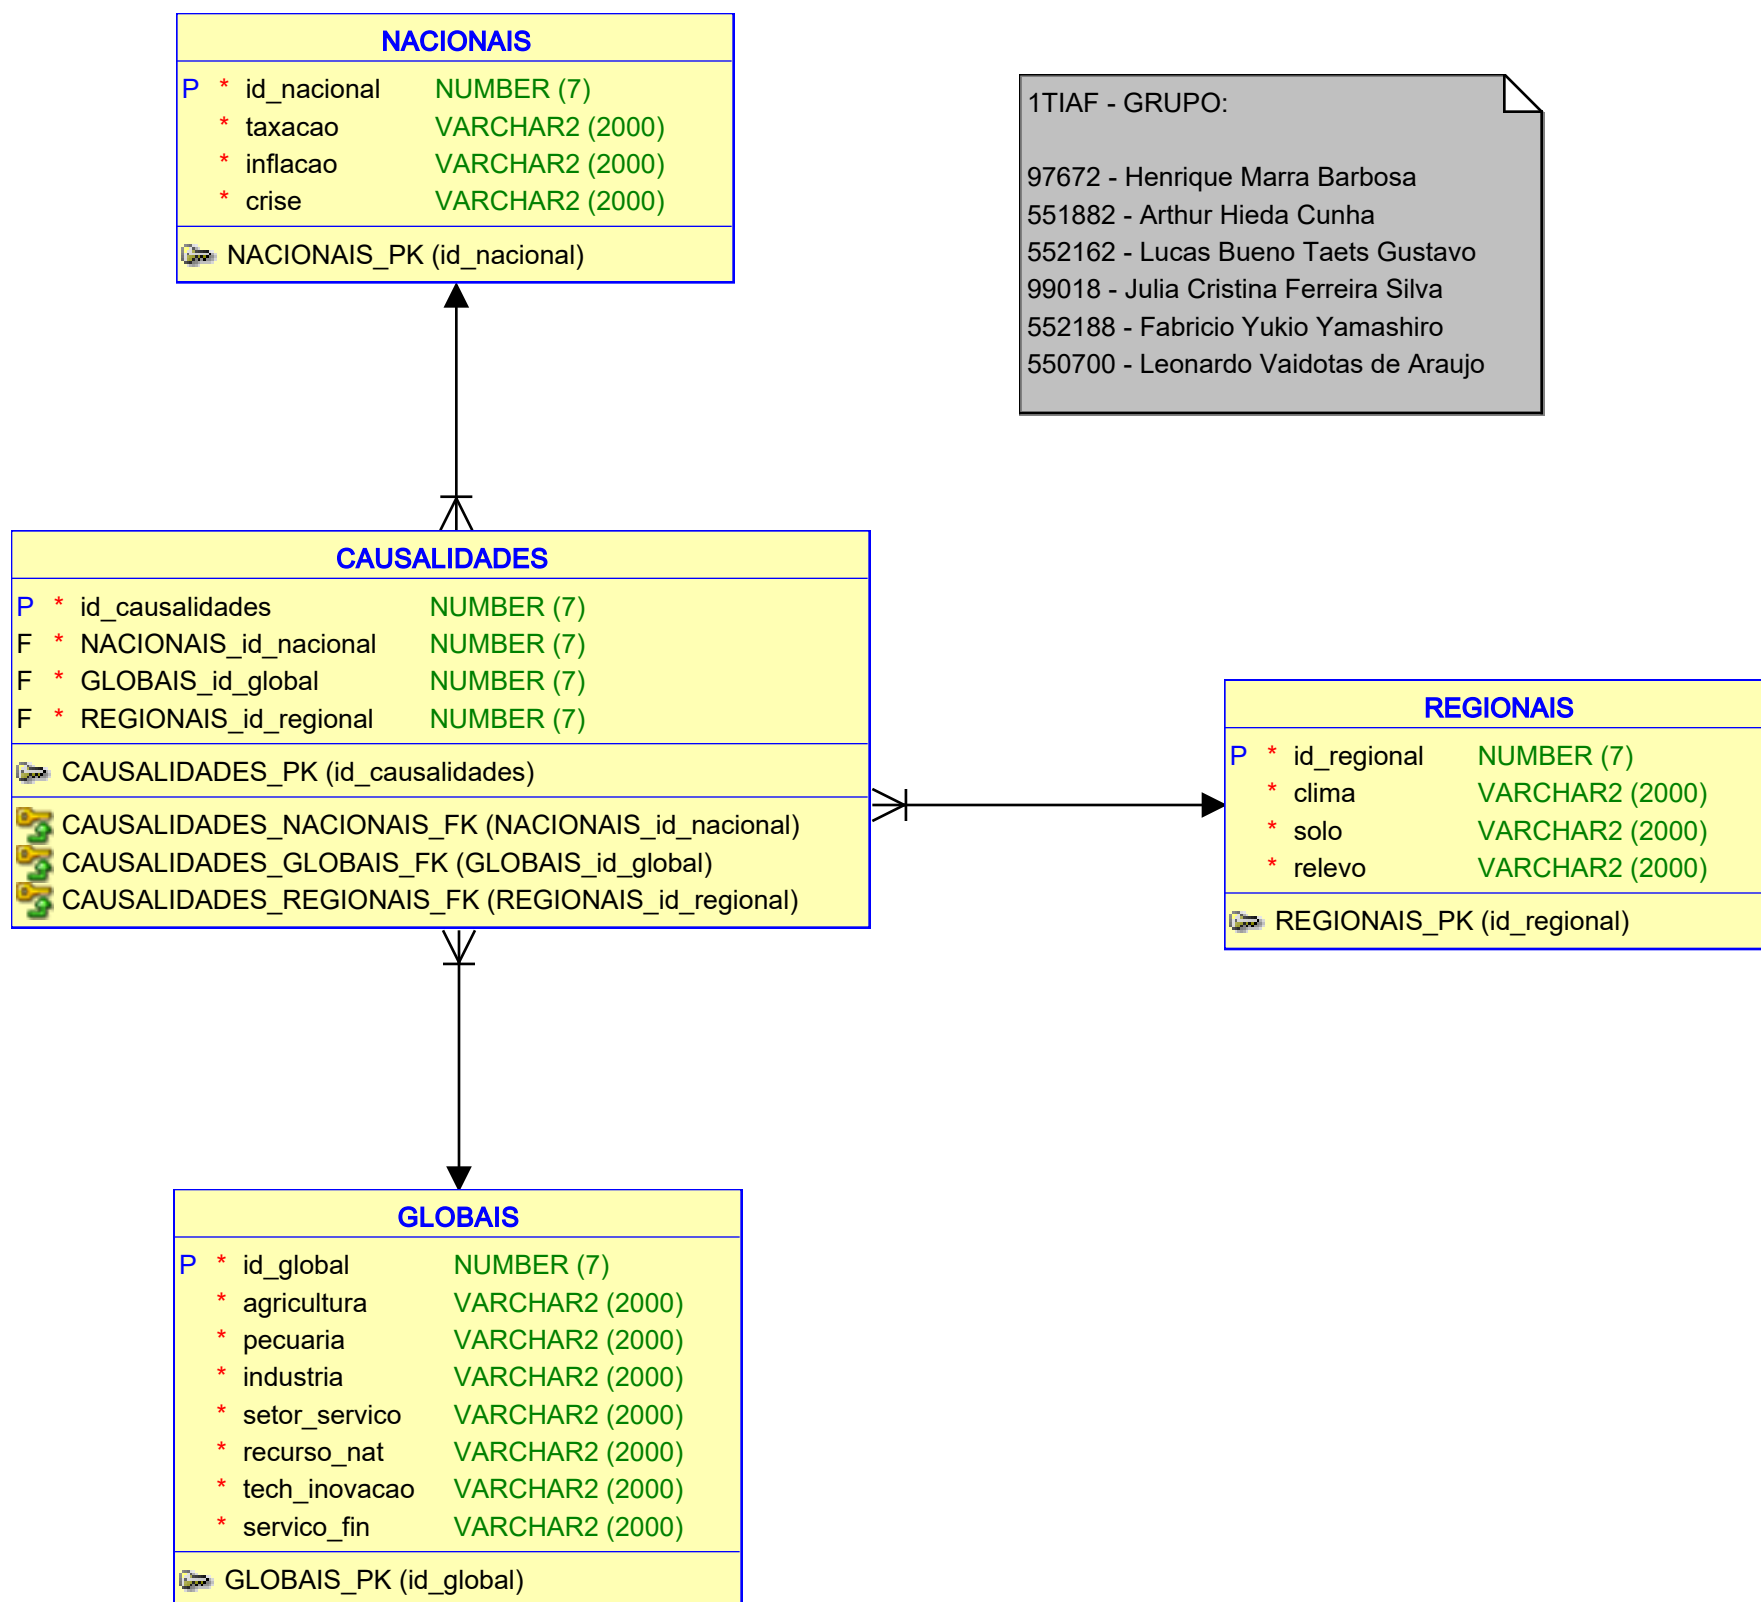 NACIONAIS
P * id_nacional NUMBER (7)
* taxacao VARCHAR2 (2000)
* inflacao VARCHAR2 (2000)
* crise VARCHAR2 (2000)
NACIONAIS_PK (id_nacional)
1TIAF - GRUPO:
97672 - Henrique Marra Barbosa
551882 - Arthur Hieda Cunha
552162 - Lucas Bueno Taets Gustavo
99018 - Julia Cristina Ferreira Silva
552188 - Fabricio Yukio Yamashiro
550700 - Leonardo Vaidotas de Araujo
CAUSALIDADES
P * id_causalidades NUMBER (7)
F * NACIONAIS_id_nacional NUMBER (7)
F * GLOBAIS_id_global NUMBER (7)
F * REGIONAIS_id_regional NUMBER (7)
CAUSALIDADES_PK (id_causalidades)
CAUSALIDADES_NACIONAIS_FK (NACIONAIS_id_nacional)
CAUSALIDADES_GLOBAIS_FK (GLOBAIS_id_global)
CAUSALIDADES_REGIONAIS_FK (REGIONAIS_id_regional)
REGIONAIS
P * id_regional NUMBER (7)
* clima VARCHAR2 (2000)
* solo VARCHAR2 (2000)
* relevo VARCHAR2 (2000)
REGIONAIS_PK (id_regional)
GLOBAIS
P * id_global NUMBER (7)
* agricultura VARCHAR2 (2000)
* pecuaria VARCHAR2 (2000)
* industria VARCHAR2 (2000)
* setor_servico VARCHAR2 (2000)
* recurso_nat VARCHAR2 (2000)
* tech_inovacao VARCHAR2 (2000)
* servico_fin VARCHAR2 (2000)
GLOBAIS_PK (id_global)